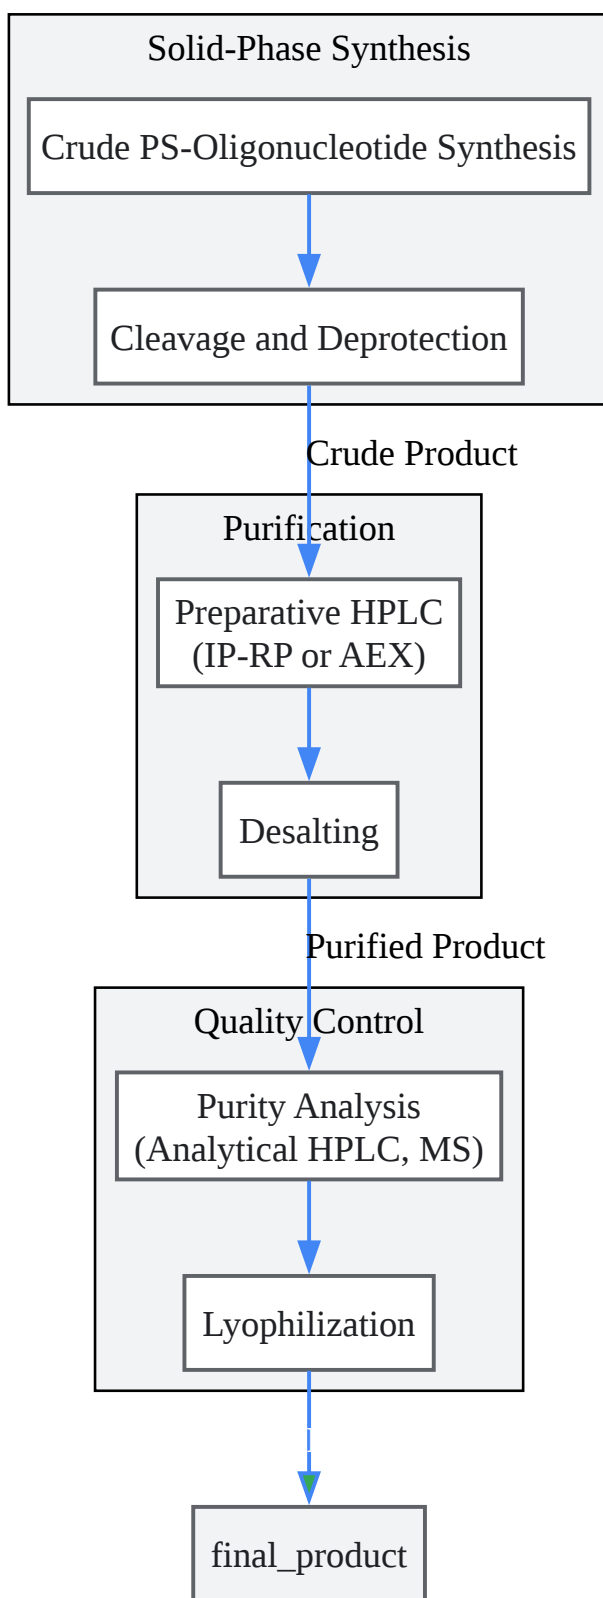 Solid-Phase Synthesis
Crude PS-Oligonucleotide Synthesis
Cleavage and Deprotection
Crude Product
Purification
Preparative HPLC
(IP-RP or AEX)
Desalting
Purified Product
Quality Control
Purity Analysis
(Analytical HPLC, MS)
Lyophilization
final_product